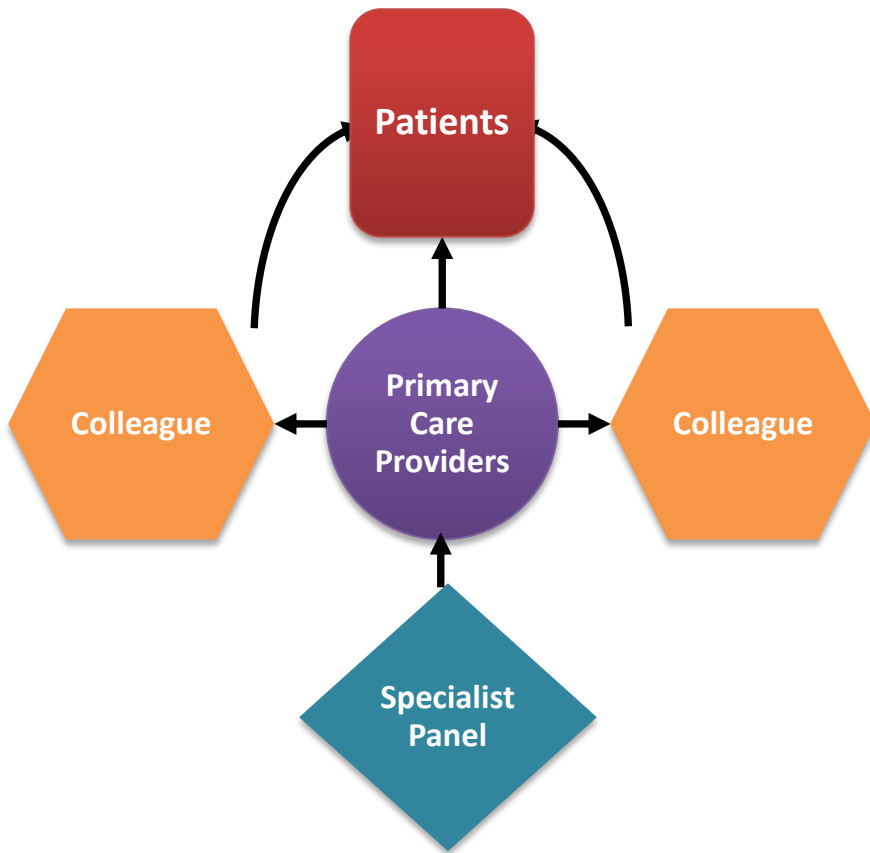 Patients
Primary
Care
Providers
Colleague
Colleague
Specialist
Panel